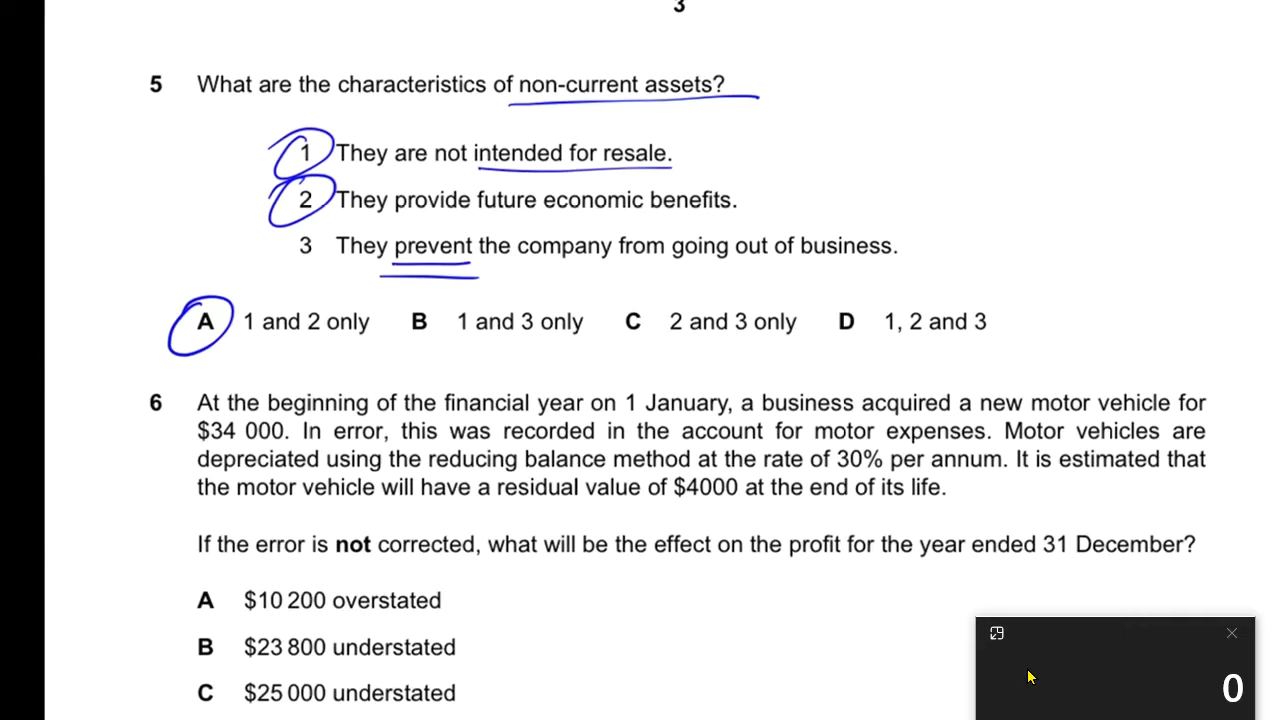 3
5 What are the characteristics of non-current assets?
1 They are not intended for resale.
2 They provide future economic benefits.
3 They prevent the company from going out of business.
A 1 and 2 only B 1 and 3 only C 2 and 3 only D 1, 2 and 3
6 At the beginning of the financial year on 1 January, a business acquired a new motor vehicle for
$34 000. In error, this was recorded in the account for motor expenses. Motor vehicles are
depreciated using the reducing balance method at the rate of 30% per annum. It is estimated that
the motor vehicle will have a residual value of $4000 at the end of its life.
If the error is not corrected, what will be the effect on the profit for the year ended 31 December?
A $10 200 overstated
B $23 800 understated
C $25 000 understated
0